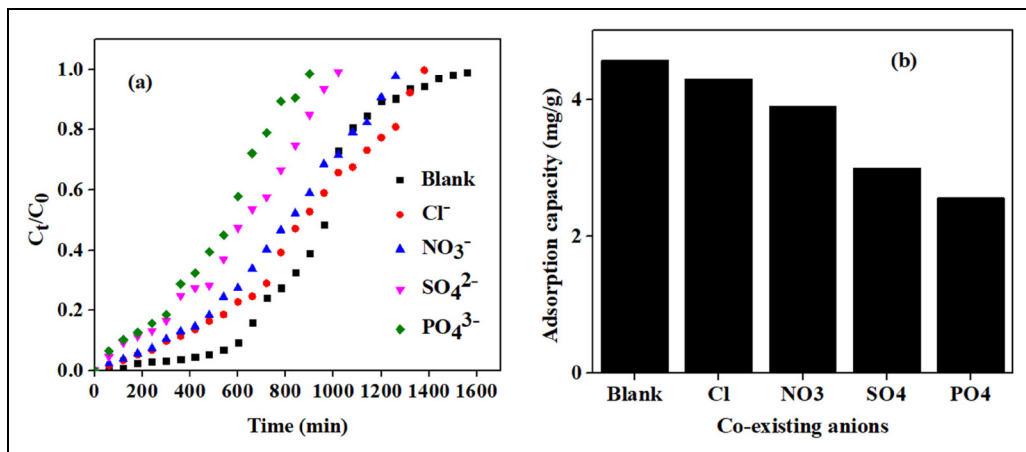 (a)
1.0
0.8
0.6
0.4
0.2
0.0
Cₜ/C₀
Blank
Cl⁻
NO₃⁻
SO₄²⁻
PO₄³⁻
0 200 400 600 800 1000 1200 1400 1600
Time (min)
(b)
4
2
0
Adsorption capacity (mg/g)
Blank Cl NO3 SO4 PO4
Co-existing anions